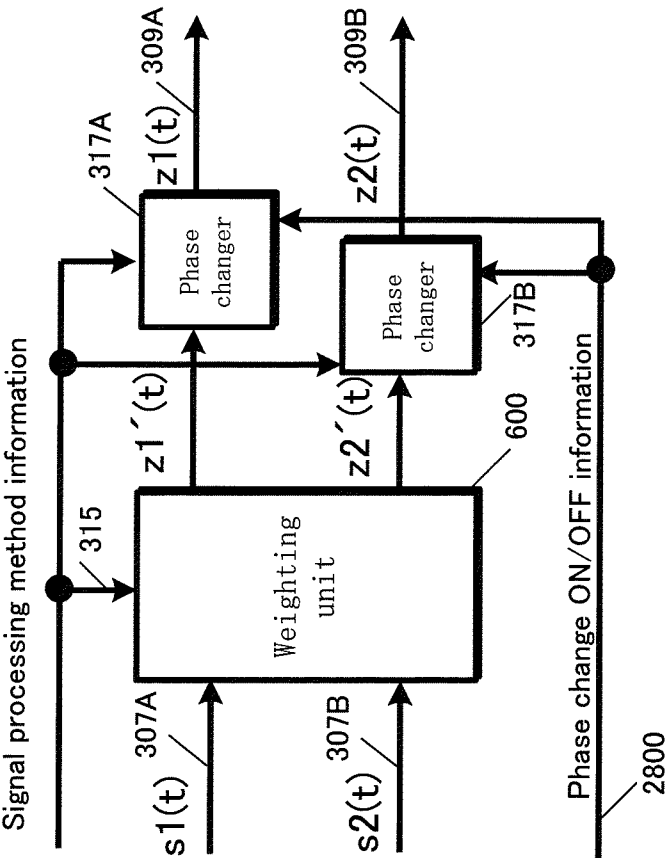 Signal processing method information
315
317A
309A
s1(t)
307A
z1´(t)
Phase
changer
z1(t)
Weighting
unit
309B
s2(t)
307B
z2´(t)
Phase
changer
z2(t)
600
317B
Phase change ON/OFF information
2800